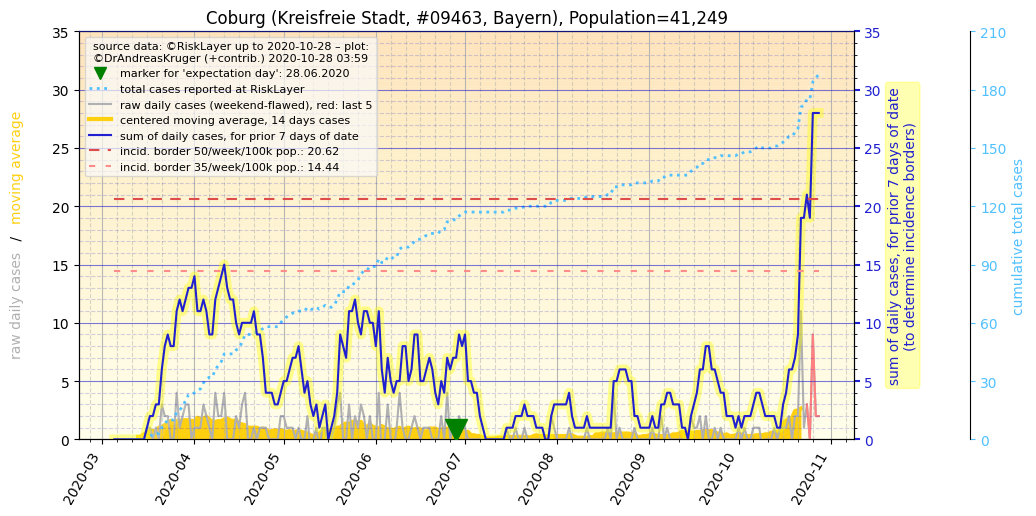 Coburg (Kreisfreie Stadt, #09463, Bayern), Population=41,249
source data: ©RiskLayer up to 2020-10-28 – plot:
©DrAndreasKruger (+contrib.) 2020-10-28 03:59
marker for 'expectation day': 28.06.2020
total cases reported at RiskLayer
raw daily cases (weekend-flawed), red: last 5
centered moving average, 14 days cases
sum of daily cases, for prior 7 days of date
incid. border 50/week/100k pop.: 20.62
incid. border 35/week/100k pop.: 14.44
raw daily cases / moving average
35
30
25
20
15
10
5
0
2020-03
2020-04
2020-05
2020-06
2020-07
2020-08
2020-09
2020-10
2020-11
35
30
25
20
15
10
5
0
sum of daily cases, for prior 7 days of date
(to determine incidence borders)
210
180
150
120
90
60
30
0
cumulative total cases